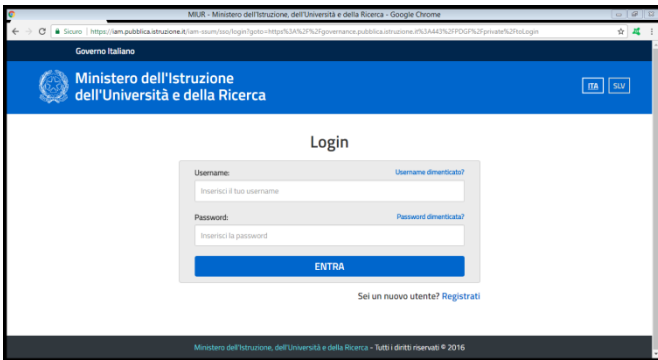 MIUR - Ministero dell'Istruzione, dell'Università e della Ricerca - Google Chrome
Sicuro | https://iam.pubblica.istruzione.it/iam-ssum/sso/login?goto=https%3A%2F%2Fgovernance.pubblica.istruzione.it%3A443%2FPDGF%2Fprivate%2FtoLogin
Governo Italiano
Ministero dell'Istruzione
dell'Università e della Ricerca
ITA SLV
Login
Username: Username dimenticato?
Inserisci il tuo username
Password: Password dimenticata?
Inserisci la password
ENTRA
Sei un nuovo utente? Registrati
Ministero dell'Istruzione, dell'Università e della Ricerca - Tutti i diritti riservati © 2016